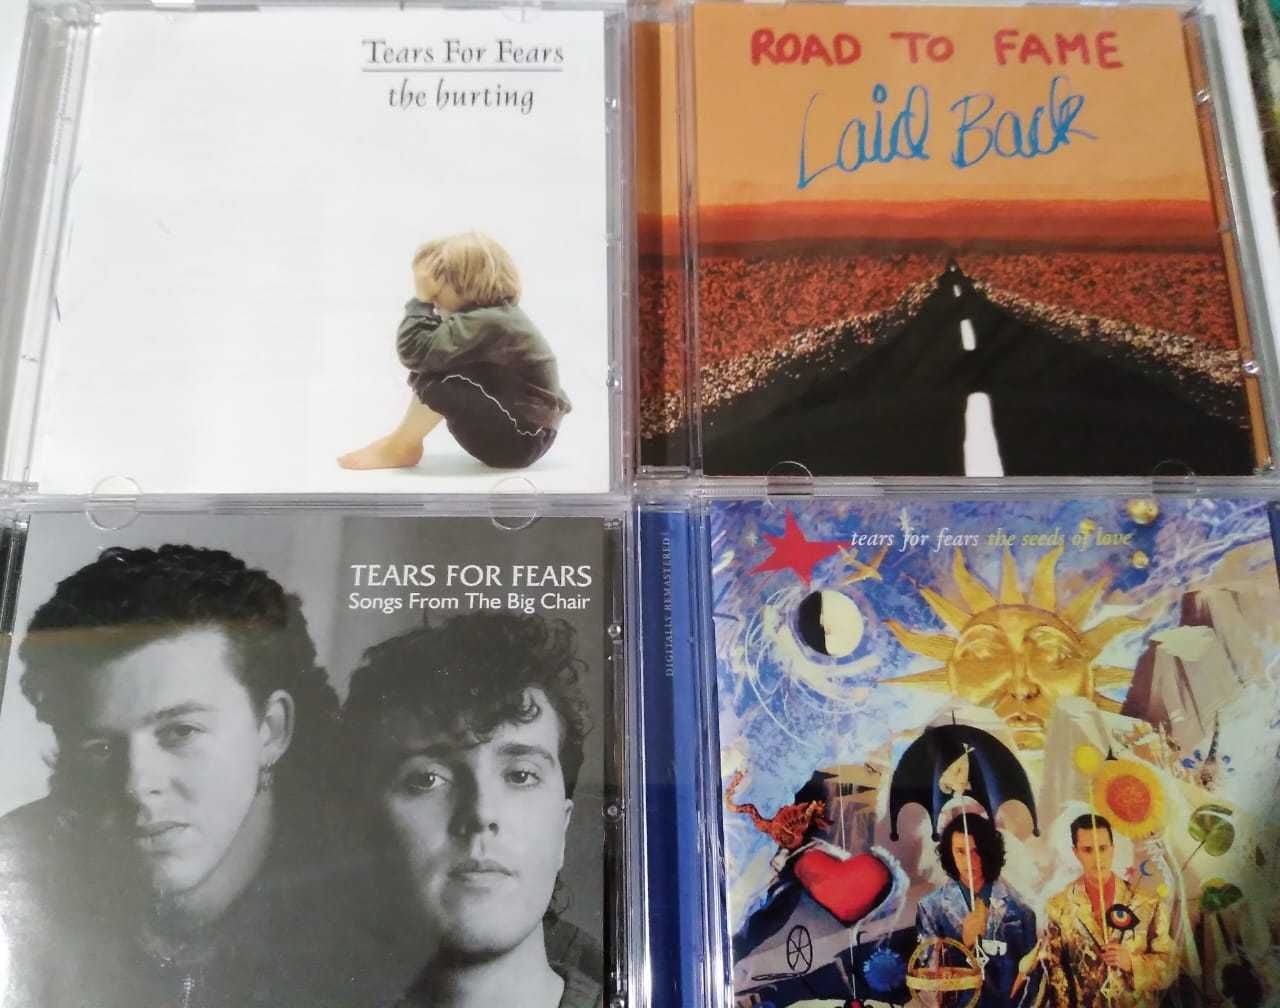 Tears For Fears
the hurting
ROAD TO FAME
Laid Back
TEARS FOR FEARS
Songs From The Big Chair
DIGITALLY REMASTERED
tears for fears the seeds of love